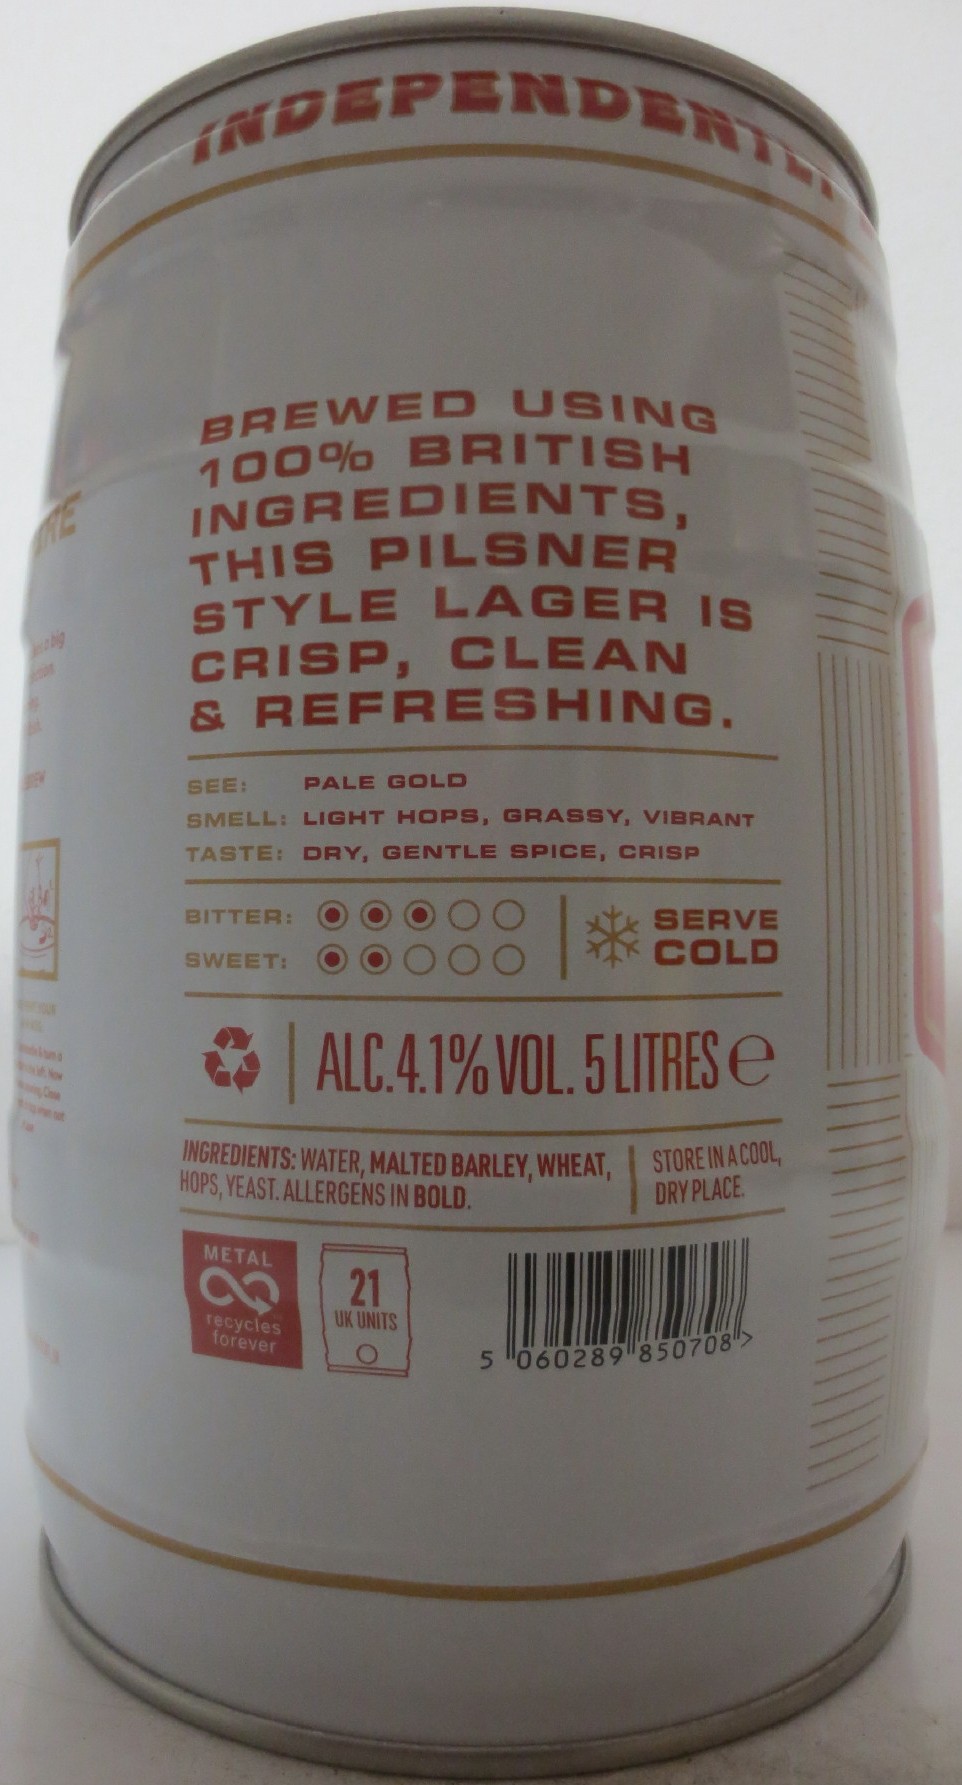 INDEPENDENTLY
BREWED USING
100% BRITISH
INGREDIENTS,
THIS PILSNER
STYLE LAGER IS
CRISP, CLEAN
& REFRESHING.
SEE: PALE GOLD
SMELL: LIGHT HOPS, GRASSY, VIBRANT
TASTE: DRY, GENTLE SPICE, CRISP
BITTER:
SWEET:
SERVE
COLD
ALC.4.1% VOL. 5 LITRES e
INGREDIENTS: WATER, MALTED BARLEY, WHEAT,
HOPS, YEAST. ALLERGENS IN BOLD.
STORE IN A COOL,
DRY PLACE.
METAL
recycles
forever
21
UK UNITS
5 060289 850708 >